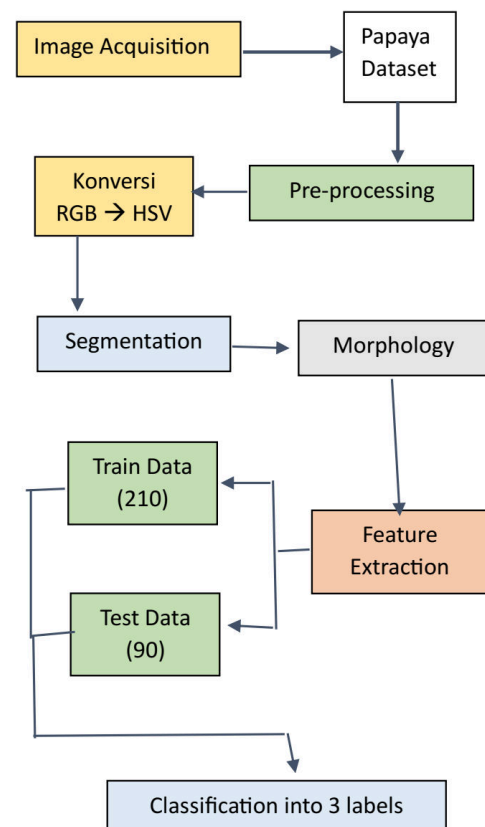 Image Acquisition
Papaya
Dataset
Pre-processing
Konversi
RGB → HSV
Segmentation
Morphology
Feature
Extraction
Train Data
(210)
Test Data
(90)
Classification into 3 labels